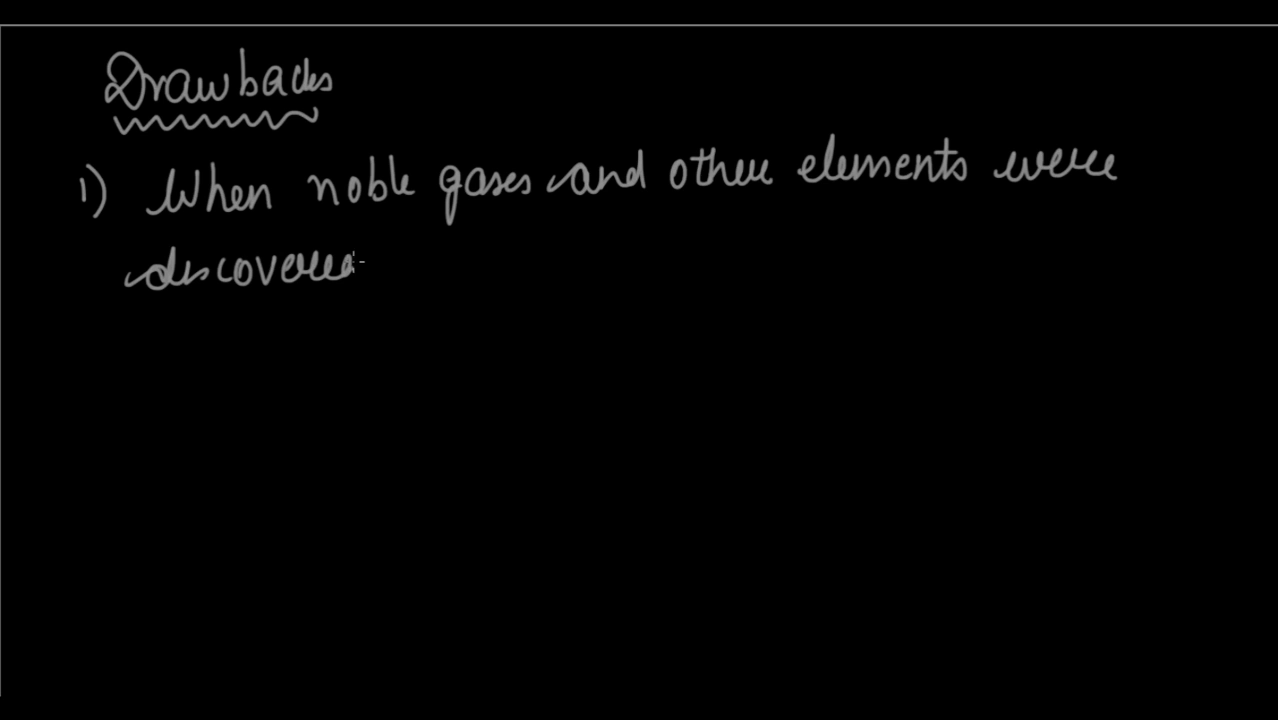 Drawbacks
1) When noble gases and other elements were
discovered